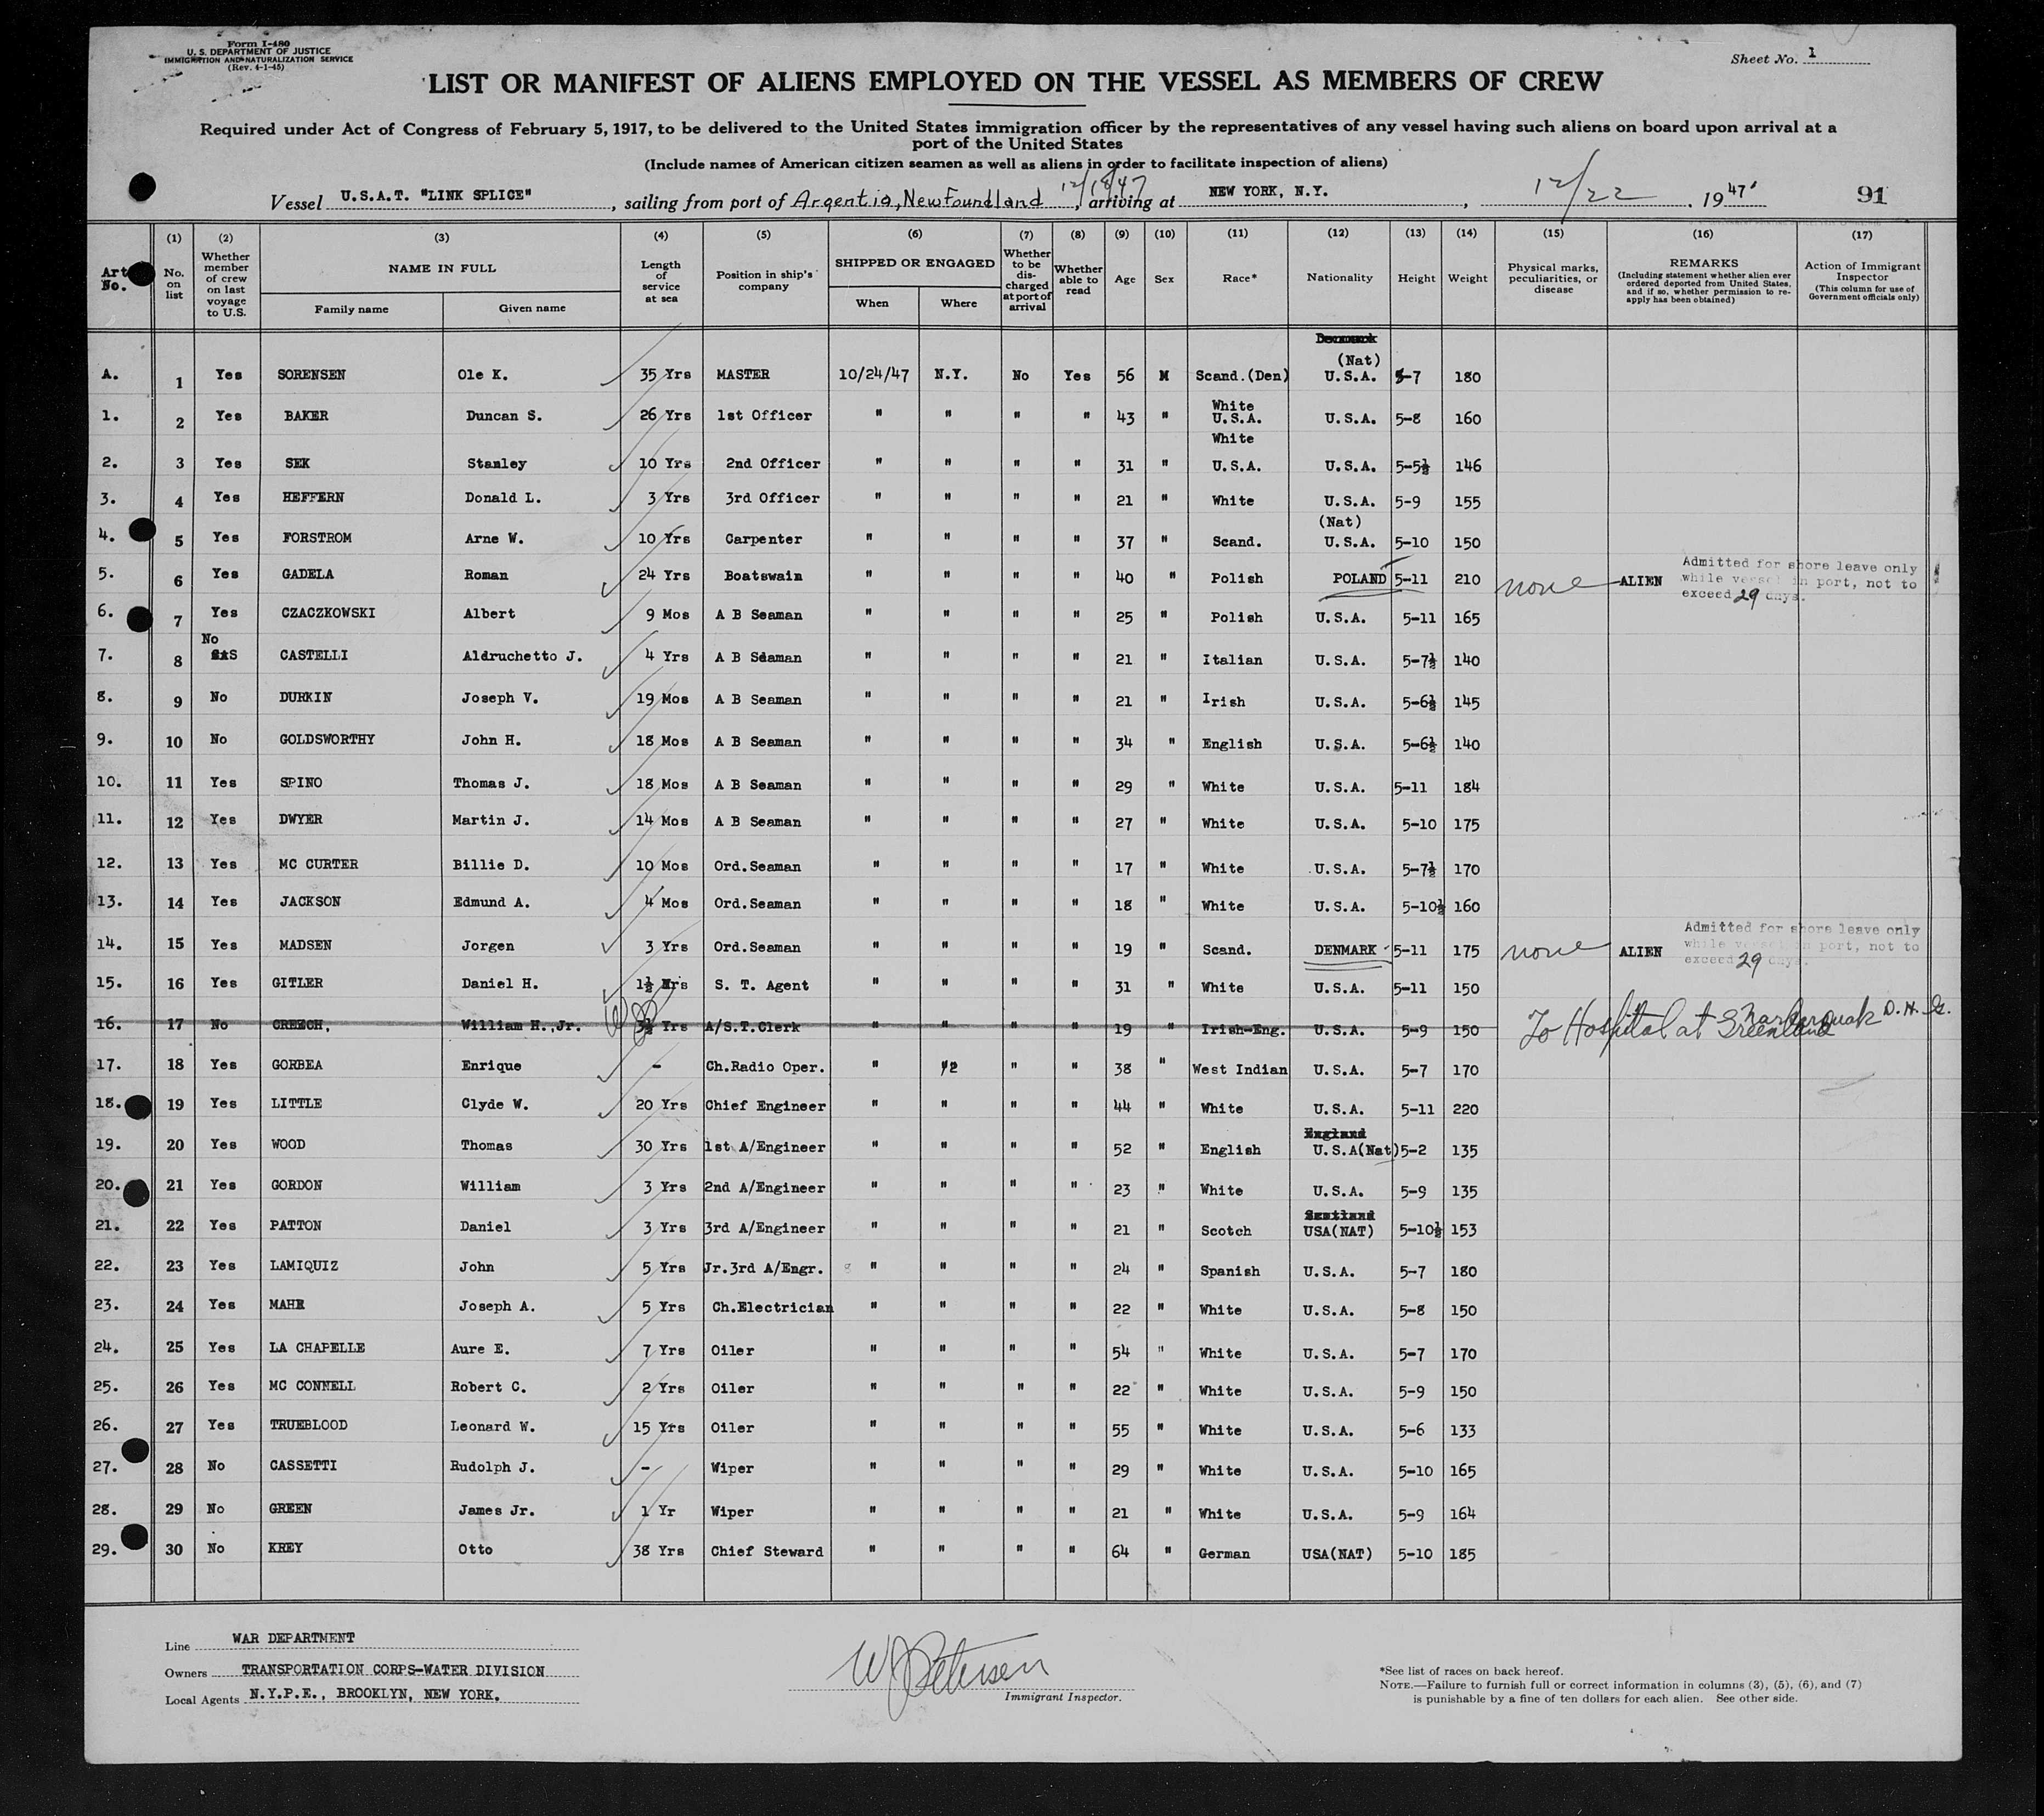 Form I-480
U. S. DEPARTMENT OF JUSTICE
IMMIGRATION AND NATURALIZATION SERVICE
(Rev. 4-1-45)
Sheet No. 1
LIST OR MANIFEST OF ALIENS EMPLOYED ON THE VESSEL AS MEMBERS OF CREW
Required under Act of Congress of February 5, 1917, to be delivered to the United States immigration officer by the representatives of any vessel having such aliens on board upon arrival at a
port of the United States
(Include names of American citizen seamen as well as aliens in order to facilitate inspection of aliens)
Vessel U.S.A.T. "LINK SPLICE", sailing from port of Argentia, Newfoundland 12/18/47, arriving at NEW YORK, N.Y., 12/22, 1947 91
Art No. (1) No. on list (2) Whether member of crew on last voyage to U.S. (3) NAME IN FULL Family name Given name (4) Length of service at sea (5) Position in ship's company (6) SHIPPED OR ENGAGED When Where (7) Whether to be discharged at port of arrival (8) Whether able to read (9) Age (10) Sex (11) Race* (12) Nationality (13) Height (14) Weight (15) Physical marks, peculiarities, or disease (16) REMARKS (Including statement whether alien ever ordered deported from United States, and if so, whether permission to reapply has been obtained) (17) Action of Immigrant Inspector (This column for use of Government officials only)
A. 1 Yes SORENSEN Ole K. 35 Yrs MASTER 10/24/47 N.Y. No Yes 56 M Scand.(Den) Denmark (Nat) U.S.A. 5-7 180
1. 2 Yes BAKER Duncan S. 26 Yrs 1st Officer " " " " 43 " White U.S.A. U.S.A. 5-8 160
2. 3 Yes SEK Stanley 10 Yrs 2nd Officer " " " " 31 " White U.S.A. U.S.A. 5-5½ 146
3. 4 Yes HEFFERN Donald L. 3 Yrs 3rd Officer " " " " 21 " White U.S.A. 5-9 155
4. 5 Yes FORSTROM Arne W. 10 Yrs Carpenter " " " " 37 " Scand. (Nat) U.S.A. 5-10 150
5. 6 Yes GADELA Roman 24 Yrs Boatswain " " " " 40 " Polish POLAND 5-11 210 none ALIEN Admitted for shore leave only while vessel in port, not to exceed 29 days.
6. 7 Yes CZACZKOWSKI Albert 9 Mos A B Seaman " " " " 25 " Polish U.S.A. 5-11 165
7. 8 No CASTELLI Aldruchetto J. 4 Yrs A B Seaman " " " " 21 " Italian U.S.A. 5-7½ 140
8. 9 No DURKIN Joseph V. 19 Mos A B Seaman " " " " 21 " Irish U.S.A. 5-6½ 145
9. 10 No GOLDSWORTHY John H. 18 Mos A B Seaman " " " " 34 " English U.S.A. 5-6½ 140
10. 11 Yes SPINO Thomas J. 18 Mos A B Seaman " " " " 29 " White U.S.A. 5-11 184
11. 12 Yes DWYER Martin J. 14 Mos A B Seaman " " " " 27 " White U.S.A. 5-10 175
12. 13 Yes MC CURTER Billie D. 10 Mos Ord.Seaman " " " " 17 " White U.S.A. 5-7½ 170
13. 14 Yes JACKSON Edmund A. 4 Mos Ord.Seaman " " " " 18 " White U.S.A. 5-10½ 160
14. 15 Yes MADSEN Jorgen 3 Yrs Ord.Seaman " " " " 19 " Scand. DENMARK 5-11 175 none ALIEN Admitted for shore leave only while vessel in port, not to exceed 29 days.
15. 16 Yes GITLER Daniel H. 1½ Yrs S. T. Agent " " " " 31 " White U.S.A. 5-11 150
16. 17 No CREECH, William H.,Jr. 3½ Yrs A/S.T.Clerk " " " " 19 " Irish-Eng. U.S.A. 5-9 150 To Hospital at Narsarquak Greenland
17. 18 Yes GORBEA Enrique - Ch.Radio Oper. " " " 38 " West Indian U.S.A. 5-7 170
18. 19 Yes LITTLE Clyde W. 20 Yrs Chief Engineer " " " " 44 " White U.S.A. 5-11 220
19. 20 Yes WOOD Thomas 30 Yrs 1st A/Engineer " " " " 52 " English England U.S.A(Nat) 5-2 135
20. 21 Yes GORDON William 3 Yrs 2nd A/Engineer " " " " 23 " White U.S.A. 5-9 135
21. 22 Yes PATTON Daniel 3 Yrs 3rd A/Engineer " " " " 21 " Scotch Scotland USA(NAT) 5-10½ 153
22. 23 Yes LAMIQUIZ John 5 Yrs Jr.3rd A/Engr. " " " " 24 " Spanish U.S.A. 5-7 180
23. 24 Yes MAHR Joseph A. 5 Yrs Ch.Electrician " " " " 22 " White U.S.A. 5-8 150
24. 25 Yes LA CHAPELLE Aure E. 7 Yrs Oiler " " " " 54 " White U.S.A. 5-7 170
25. 26 Yes MC CONNELL Robert C. 2 Yrs Oiler " " " " 22 " White U.S.A. 5-9 150
26. 27 Yes TRUEBLOOD Leonard W. 15 Yrs Oiler " " " " 55 " White U.S.A. 5-6 133
27. 28 No CASSETTI Rudolph J. - Wiper " " " " 29 " White U.S.A. 5-10 165
28. 29 No GREEN James Jr. 1 Yr Wiper " " " " 21 " White U.S.A. 5-9 164
29. 30 No KREY Otto 38 Yrs Chief Steward " " " " 64 " German USA(NAT) 5-10 185
Line WAR DEPARTMENT
Owners TRANSPORTATION CORPS-WATER DIVISION
Local Agents N.Y.P.E., BROOKLYN, NEW YORK.
W J Petersen
Immigrant Inspector.
*See list of races on back hereof.
NOTE.—Failure to furnish full or correct information in columns (3), (5), (6), and (7)
is punishable by a fine of ten dollars for each alien. See other side.